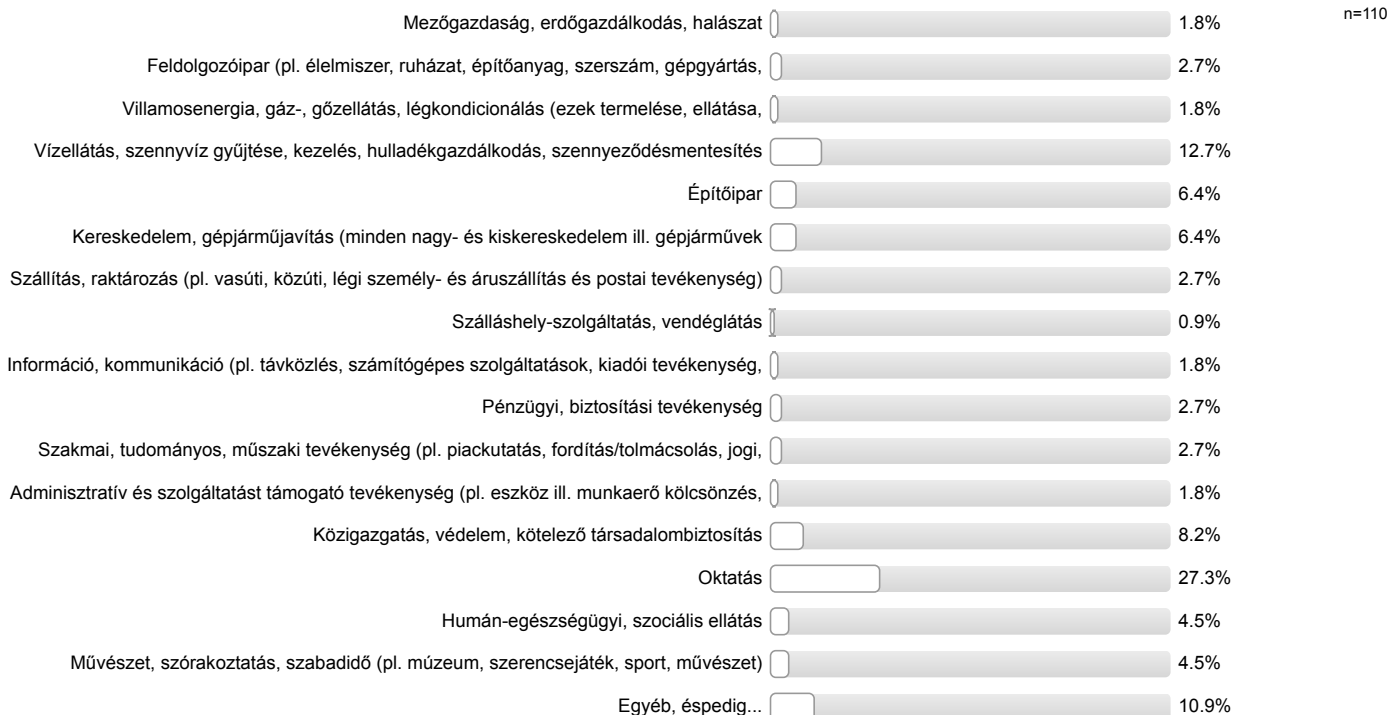 Mezőgazdaság, erdőgazdálkodás, halászat 1.8% n=110
Feldolgozóipar (pl. élelmiszer, ruházat, építőanyag, szerszám, gépgyártás, 2.7%
Villamosenergia, gáz-, gőzellátás, légkondicionálás (ezek termelése, ellátása, 1.8%
Vízellátás, szennyvíz gyűjtése, kezelés, hulladékgazdálkodás, szennyeződésmentesítés 12.7%
Építőipar 6.4%
Kereskedelem, gépjárműjavítás (minden nagy- és kiskereskedelem ill. gépjárművek 6.4%
Szállítás, raktározás (pl. vasúti, közúti, légi személy- és áruszállítás és postai tevékenység) 2.7%
Szálláshely-szolgáltatás, vendéglátás 0.9%
Információ, kommunikáció (pl. távközlés, számítógépes szolgáltatások, kiadói tevékenység, 1.8%
Pénzügyi, biztosítási tevékenység 2.7%
Szakmai, tudományos, műszaki tevékenység (pl. piackutatás, fordítás/tolmácsolás, jogi, 2.7%
Adminisztratív és szolgáltatást támogató tevékenység (pl. eszköz ill. munkaerő kölcsönzés, 1.8%
Közigazgatás, védelem, kötelező társadalombiztosítás 8.2%
Oktatás 27.3%
Humán-egészségügyi, szociális ellátás 4.5%
Művészet, szórakoztatás, szabadidő (pl. múzeum, szerencsejáték, sport, művészet) 4.5%
Egyéb, éspedig... 10.9%